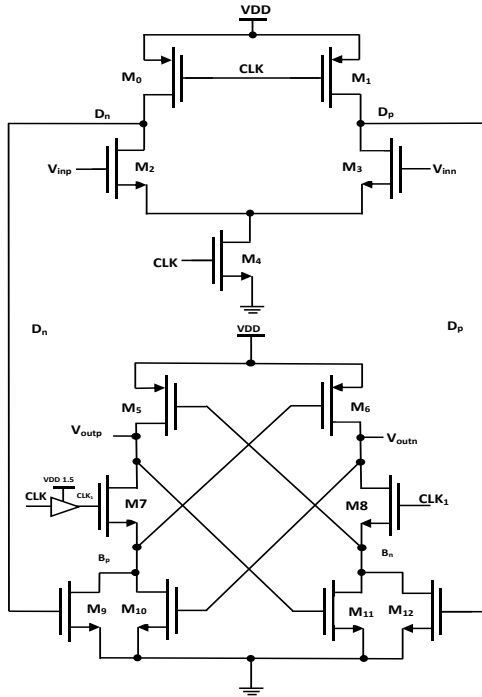 VDD
M₀ CLK M₁
Dₙ Dₚ
Vᵢₙₚ M₂ M₃ Vᵢₙₙ
CLK M₄
Dₙ Dₚ
VDD
M₅ M₆
Vₒᵤₜₚ Vₒᵤₜₙ
VDD 1.5
CLK CLK₁ M7 M8 CLK₁
Bₚ Bₙ
M₉ M₁₀ M₁₁ M₁₂